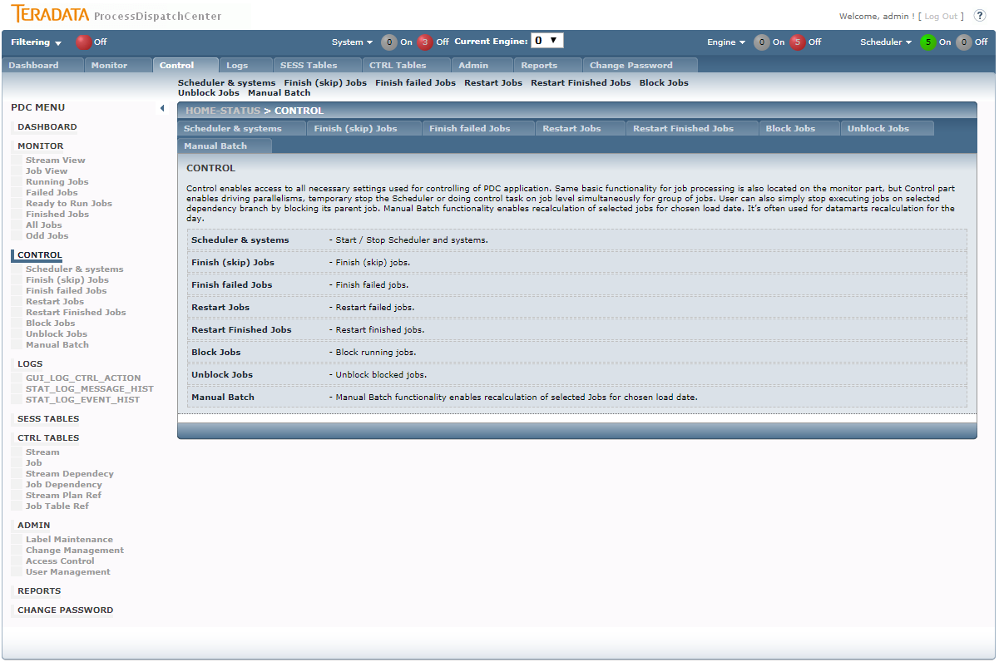 TERADATA ProcessDispatchCenter
Welcome, admin ! [ Log Out ] ?
Filtering Off System 0 On 3 Off Current Engine: 0 Engine 0 On 5 Off Scheduler 5 On 0 Off
Dashboard Monitor Control Logs SESS Tables CTRL Tables Admin Reports Change Password
Scheduler & systems Finish (skip) Jobs Finish failed Jobs Restart Jobs Restart Finished Jobs Block Jobs
Unblock Jobs Manual Batch
PDC MENU
DASHBOARD
MONITOR
Stream View
Job View
Running Jobs
Failed Jobs
Ready to Run Jobs
Finished Jobs
All Jobs
Odd Jobs
CONTROL
Scheduler & systems
Finish (skip) Jobs
Finish failed Jobs
Restart Jobs
Restart Finished Jobs
Block Jobs
Unblock Jobs
Manual Batch
LOGS
GUI_LOG_CTRL_ACTION
STAT_LOG_MESSAGE_HIST
STAT_LOG_EVENT_HIST
SESS TABLES
CTRL TABLES
Stream
Job
Stream Dependecy
Job Dependency
Stream Plan Ref
Job Table Ref
ADMIN
Label Maintenance
Change Management
Access Control
User Management
REPORTS
CHANGE PASSWORD
HOME-STATUS > CONTROL
Scheduler & systems Finish (skip) Jobs Finish failed Jobs Restart Jobs Restart Finished Jobs Block Jobs Unblock Jobs
Manual Batch
CONTROL
Control enables access to all necessary settings used for controlling of PDC application. Same basic functionality for job processing is also located on the monitor part, but Control part
enables driving parallelisms, temporary stop the Scheduler or doing control task on job level simultaneously for group of jobs. User can also simply stop executing jobs on selected
dependency branch by blocking its parent job. Manual Batch functionality enables recalculation of selected jobs for chosen load date. It's often used for datamarts recalculation for the
day.
Scheduler & systems - Start / Stop Scheduler and systems.
Finish (skip) Jobs - Finish (skip) jobs.
Finish failed Jobs - Finish failed jobs.
Restart Jobs - Restart failed jobs.
Restart Finished Jobs - Restart finished jobs.
Block Jobs - Block running jobs.
Unblock Jobs - Unblock blocked jobs.
Manual Batch - Manual Batch functionality enables recalculation of selected Jobs for chosen load date.